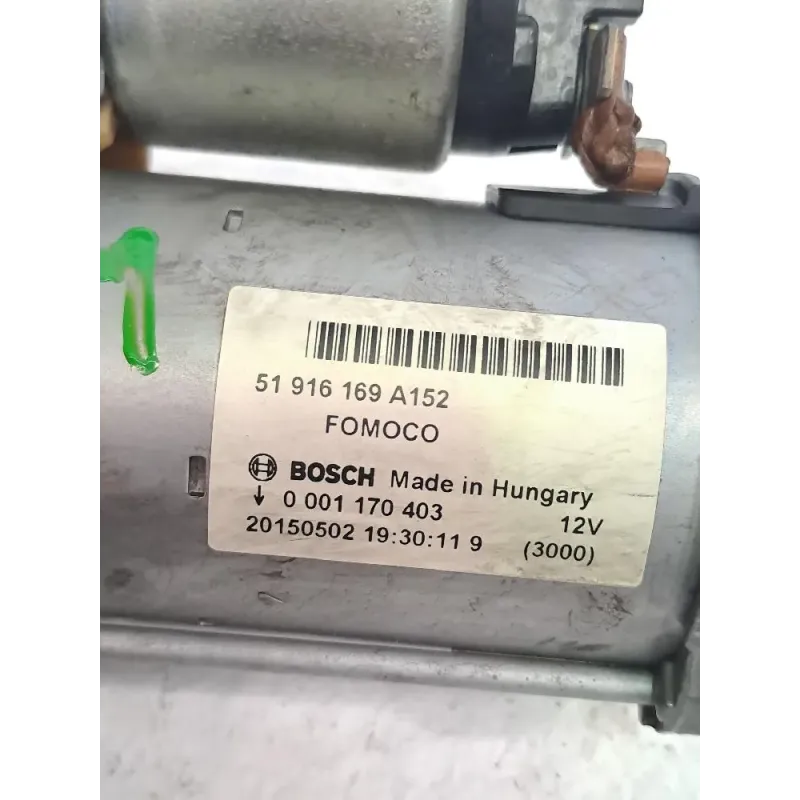 51 916 169 A152
FOMOCO
BOSCH Made in Hungary
↓ 0 001 170 403 12V
20150502 19:30:11 9 (3000)